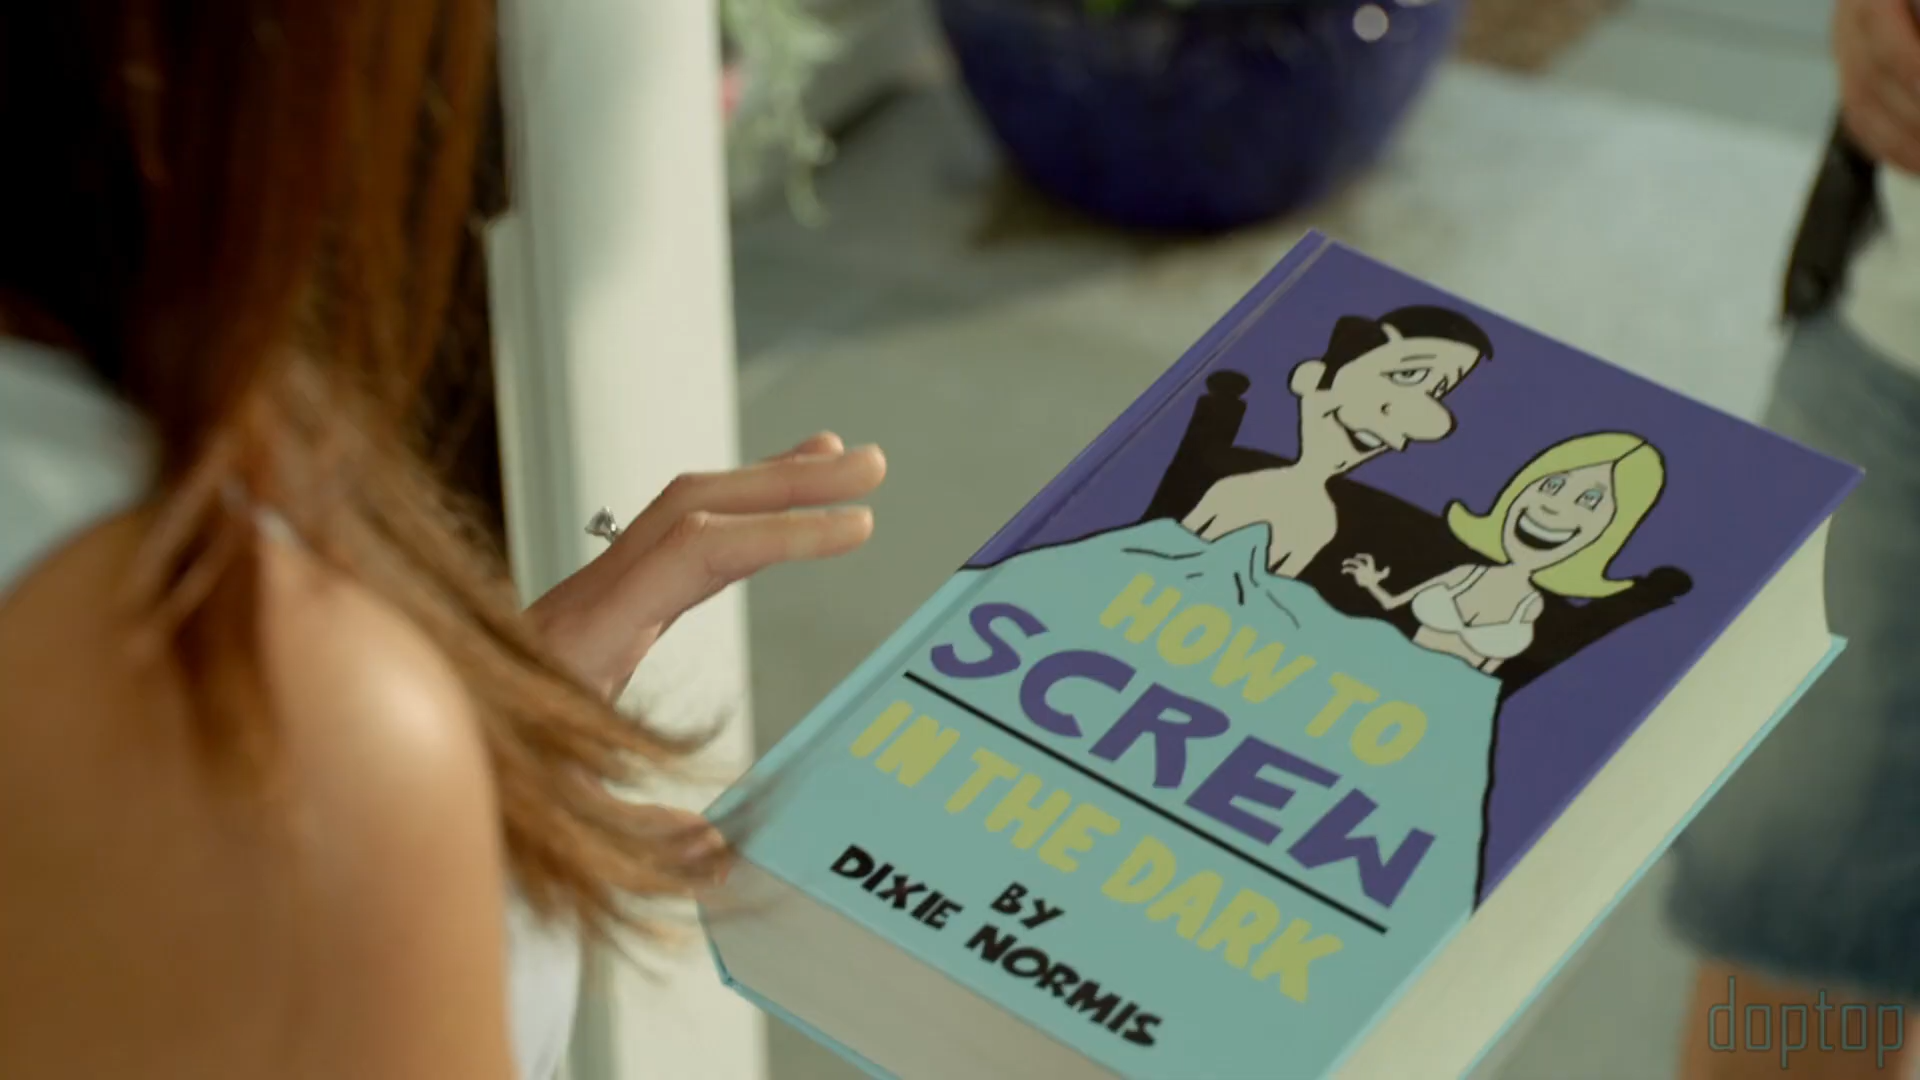 HOW TO
SCREW
IN THE DARK
BY
DIXIE NORMIS
doptop